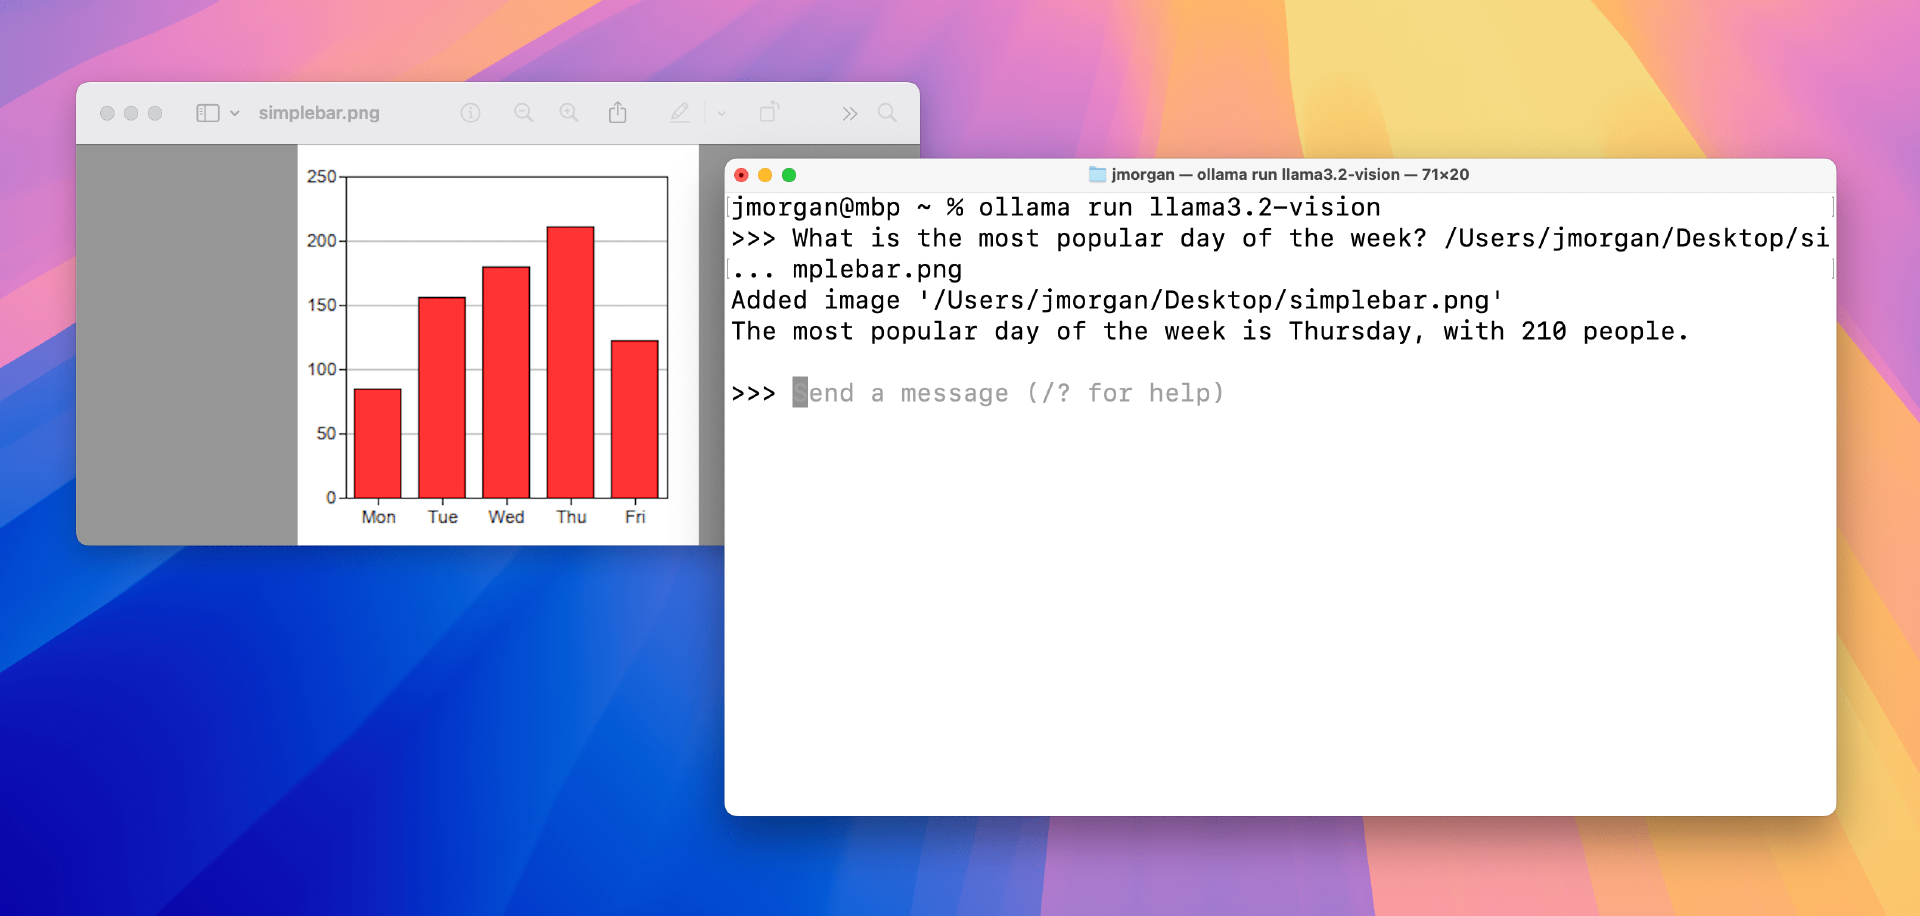 simplebar.png
250
200
150
100
50
0
Mon Tue Wed Thu Fri
jmorgan — ollama run llama3.2-vision — 71×20
jmorgan@mbp ~ % ollama run llama3.2-vision
>>> What is the most popular day of the week? /Users/jmorgan/Desktop/si
... mplebar.png
Added image '/Users/jmorgan/Desktop/simplebar.png'
The most popular day of the week is Thursday, with 210 people.
>>> Send a message (/? for help)